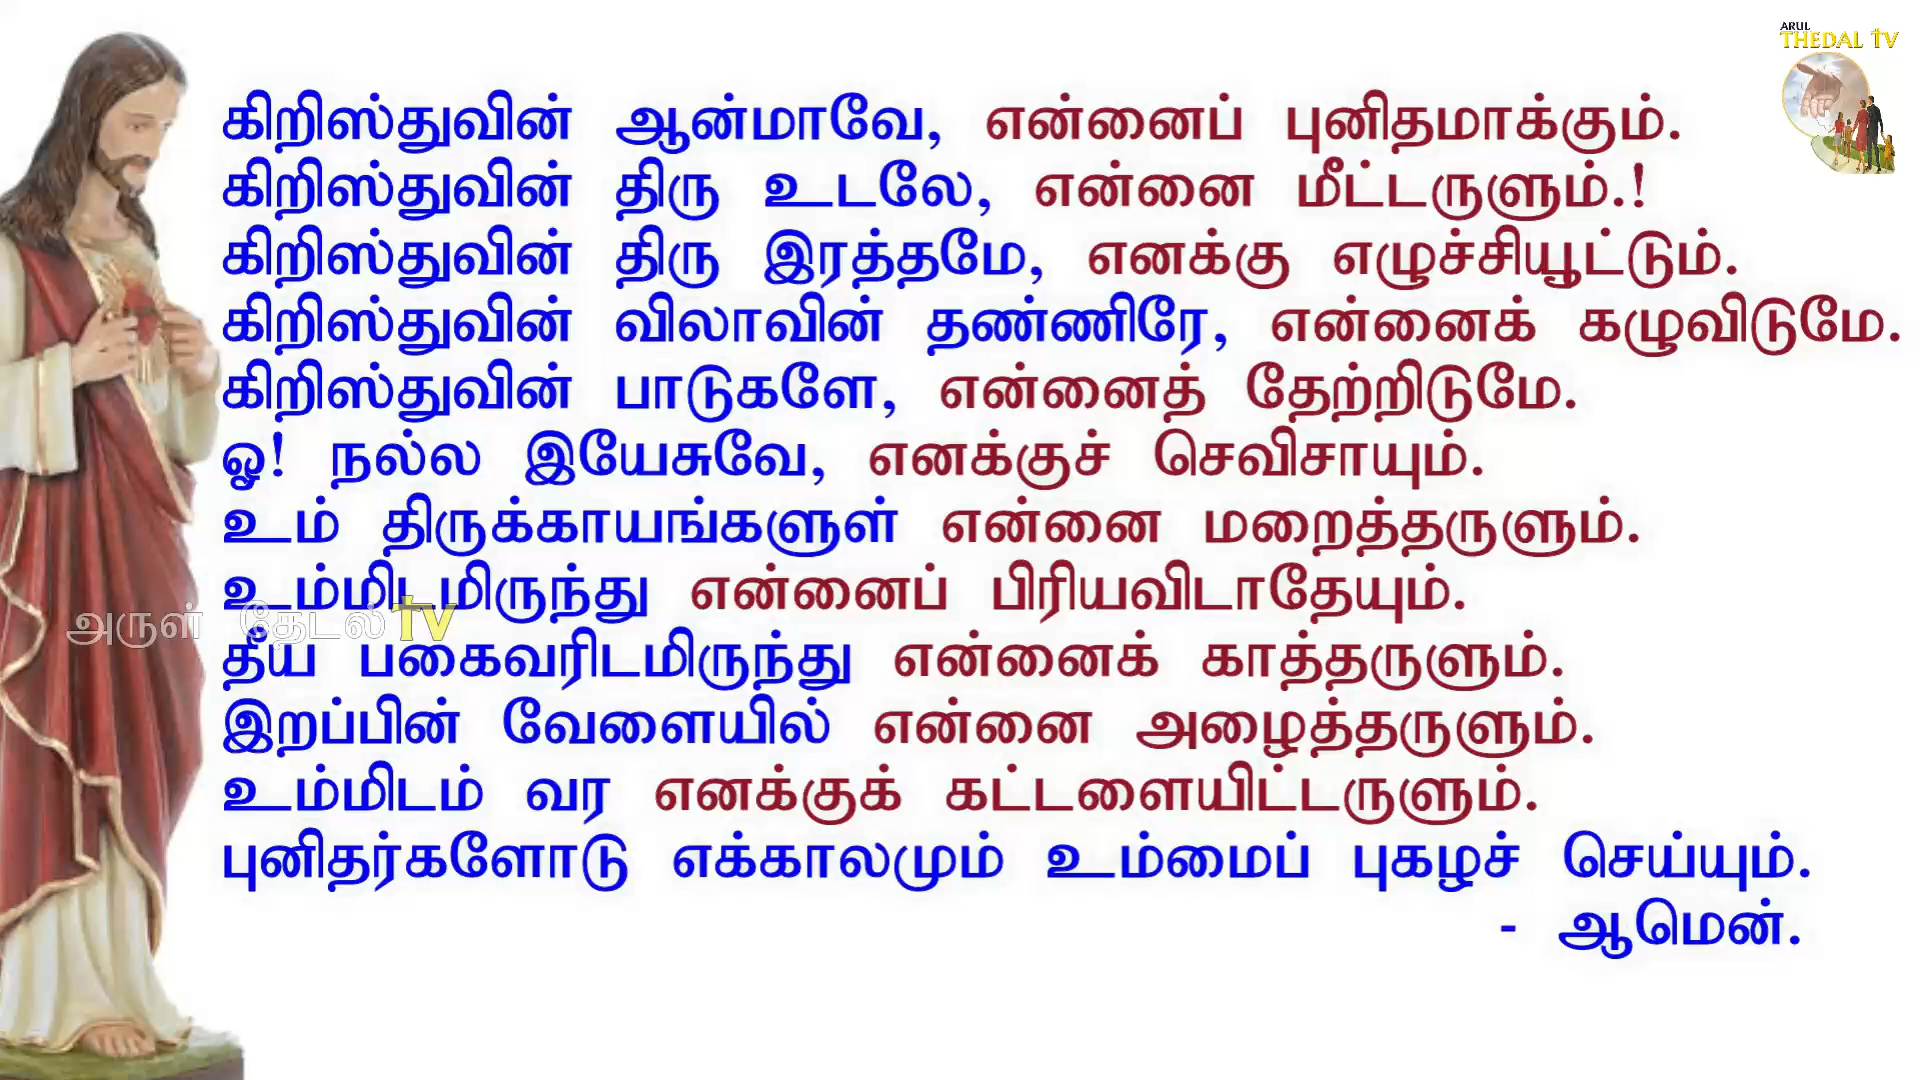 ARUL
THEDAL TV
கிறிஸ்துவின் ஆன்மாவே, என்னைப் புனிதமாக்கும்.
கிறிஸ்துவின் திரு உடலே, என்னை மீட்டருளும்.!
கிறிஸ்துவின் திரு இரத்தமே, எனக்கு எழுச்சியூட்டும்.
கிறிஸ்துவின் விலாவின் தண்ணிரே, என்னைக் கழுவிடுமே.
கிறிஸ்துவின் பாடுகளே, என்னைத் தேற்றிடுமே.
ஓ! நல்ல இயேசுவே, எனக்குச் செவிசாயும்.
உம் திருக்காயங்களுள் என்னை மறைத்தருளும்.
உம்மிடமிருந்து என்னைப் பிரியவிடாதேயும்.
அருள் தேடல் TV
தீய பகைவரிடமிருந்து என்னைக் காத்தருளும்.
இறப்பின் வேளையில் என்னை அழைத்தருளும்.
உம்மிடம் வர எனக்குக் கட்டளையிட்டருளும்.
புனிதர்களோடு எக்காலமும் உம்மைப் புகழச் செய்யும்.
- ஆமென்.